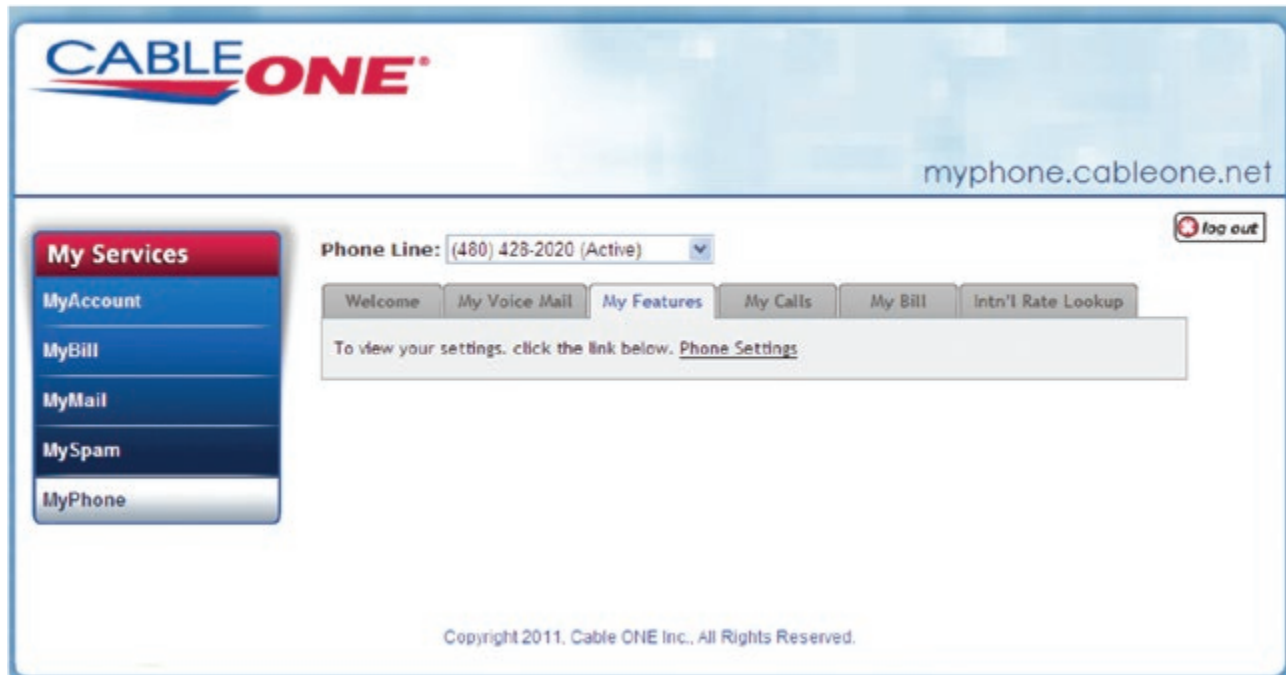 CABLE ONE®
myphone.cableone.net
log out
My Services
MyAccount
MyBill
MyMail
MySpam
MyPhone
Phone Line: (480) 428-2020 (Active)
Welcome My Voice Mail My Features My Calls My Bill Intn'l Rate Lookup
To view your settings. click the link below. Phone Settings
Copyright 2011, Cable ONE Inc., All Rights Reserved.